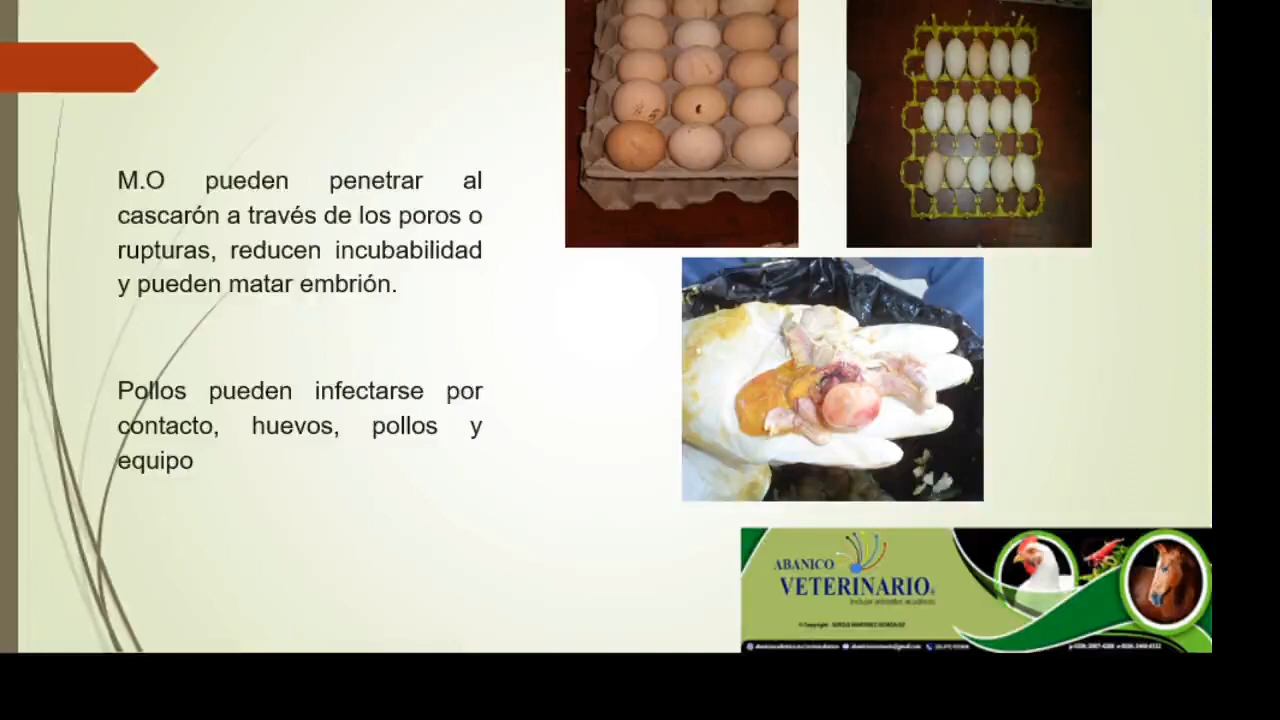 M.O pueden penetrar al
cascarón a través de los poros o
rupturas, reducen incubabilidad
y pueden matar embrión.
Pollos pueden infectarse por
contacto, huevos, pollos y
equipo
ABANICO
VETERINARIO